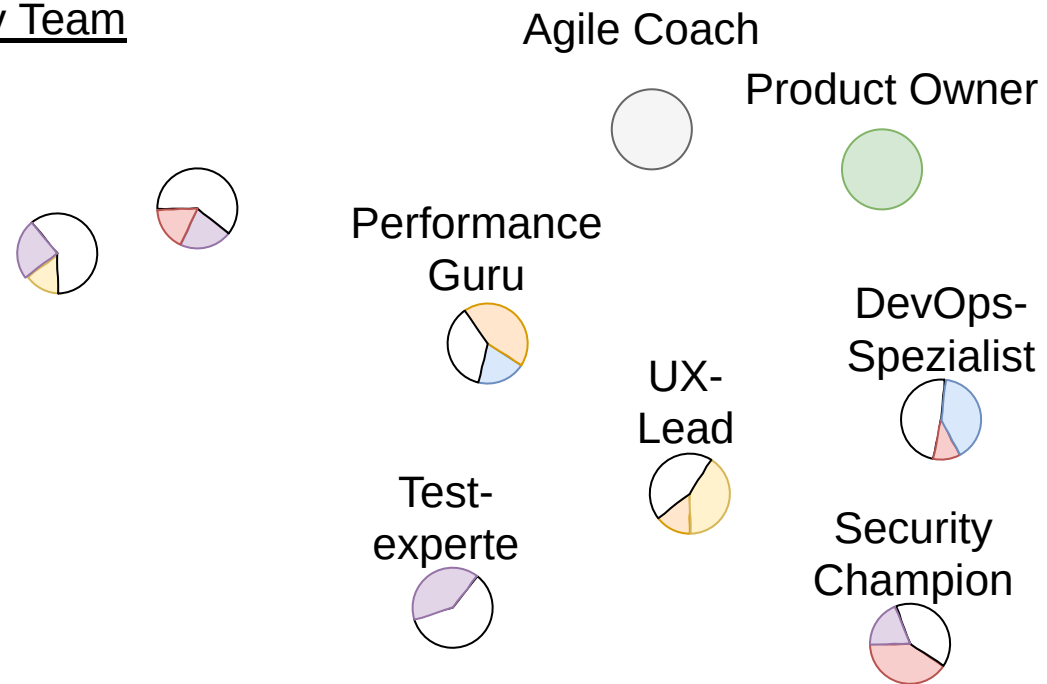 Team
Agile Coach
Product Owner
Performance
Guru
DevOps-
Spezialist
UX-
Lead
Test-
experte
Security
Champion